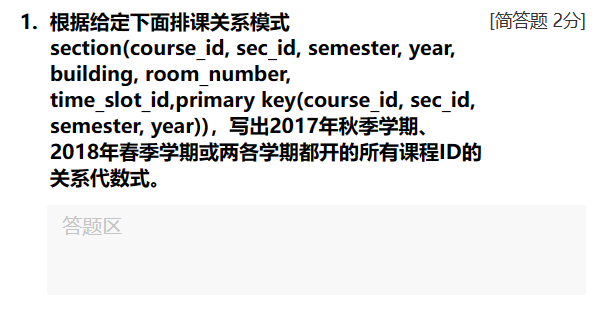 1. 根据给定下面排课关系模式 [简答题 2分]
section(course_id, sec_id, semester, year,
building, room_number,
time_slot_id,primary key(course_id, sec_id,
semester, year))，写出2017年秋季学期、
2018年春季学期或两各学期都开的所有课程ID的
关系代数式。
答题区